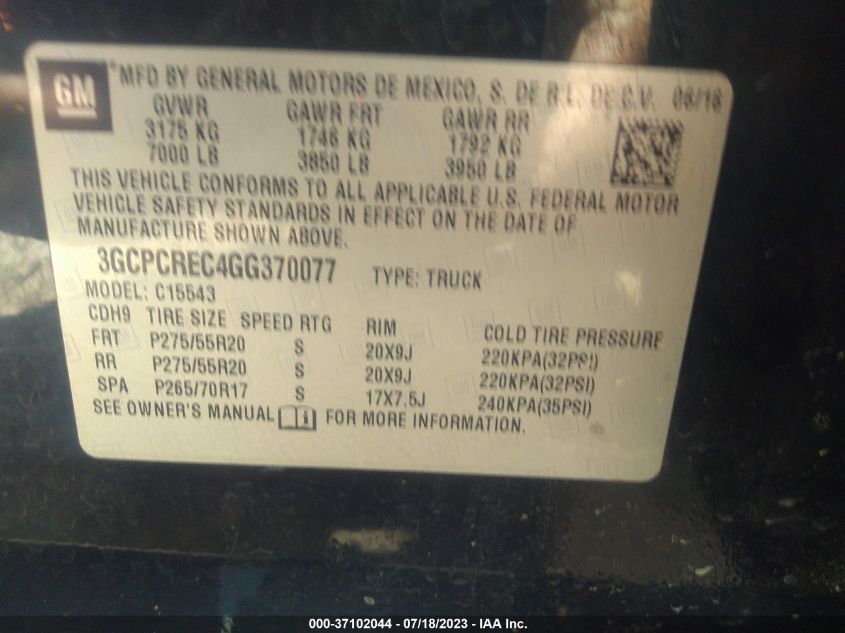 GM MFD BY GENERAL MOTORS DE MEXICO, S. DE R.L. DE C.V. 06/16
GVWR GAWR FRT GAWR RR
3175 KG 1746 KG 1792 KG
7000 LB 3850 LB 3950 LB
THIS VEHICLE CONFORMS TO ALL APPLICABLE U.S. FEDERAL MOTOR
VEHICLE SAFETY STANDARDS IN EFFECT ON THE DATE OF
MANUFACTURE SHOWN ABOVE.
3GCPCREC4GG370077 TYPE: TRUCK
MODEL: C15543
CDH9 TIRE SIZE SPEED RTG RIM COLD TIRE PRESSURE
FRT P275/55R20 S 20X9J 220KPA(32PSI)
RR P275/55R20 S 20X9J 220KPA(32PSI)
SPA P265/70R17 S 17X7.5J 240KPA(35PSI)
SEE OWNER'S MANUAL FOR MORE INFORMATION.
000-37102044 - 07/18/2023 - IAA Inc.